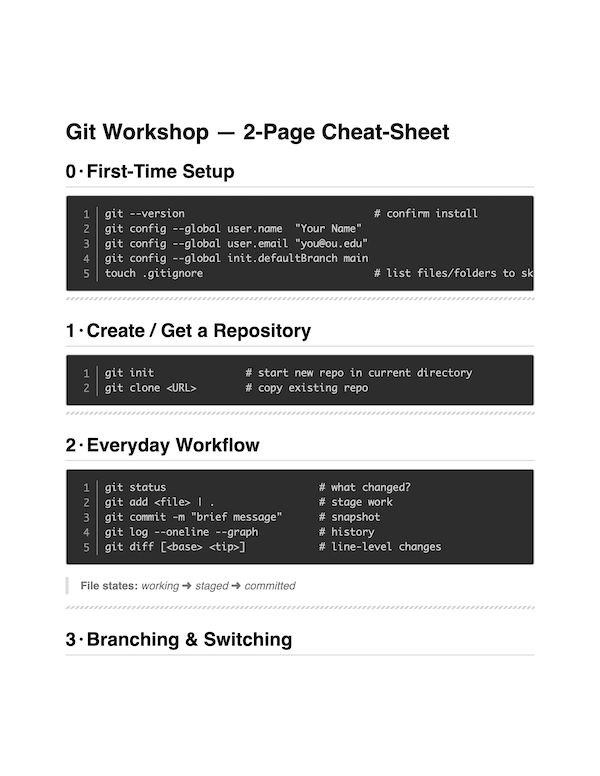 Git Workshop — 2-Page Cheat-Sheet
0·First-Time Setup
1 git --version # confirm install
2 git config --global user.name "Your Name"
3 git config --global user.email "you@ou.edu"
4 git config --global init.defaultBranch main
5 touch .gitignore # list files/folders to sk
1·Create / Get a Repository
1 git init # start new repo in current directory
2 git clone <URL> # copy existing repo
2·Everyday Workflow
1 git status # what changed?
2 git add <file> | . # stage work
3 git commit -m "brief message" # snapshot
4 git log --oneline --graph # history
5 git diff [<base> <tip>] # line-level changes
File states: working ➜ staged ➜ committed
3·Branching & Switching